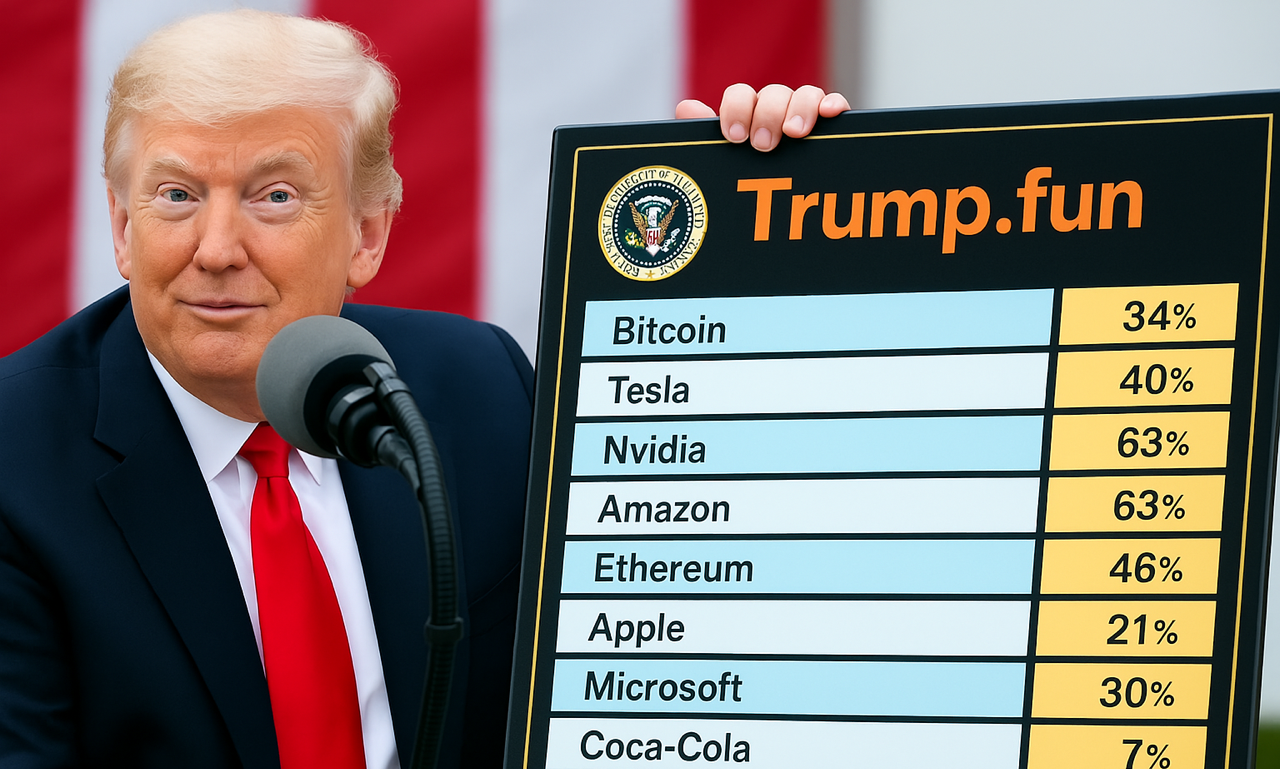 Trump.fun
Bitcoin 34%
Tesla 40%
Nvidia 63%
Amazon 63%
Ethereum 46%
Apple 21%
Microsoft 30%
Coca-Cola 7%